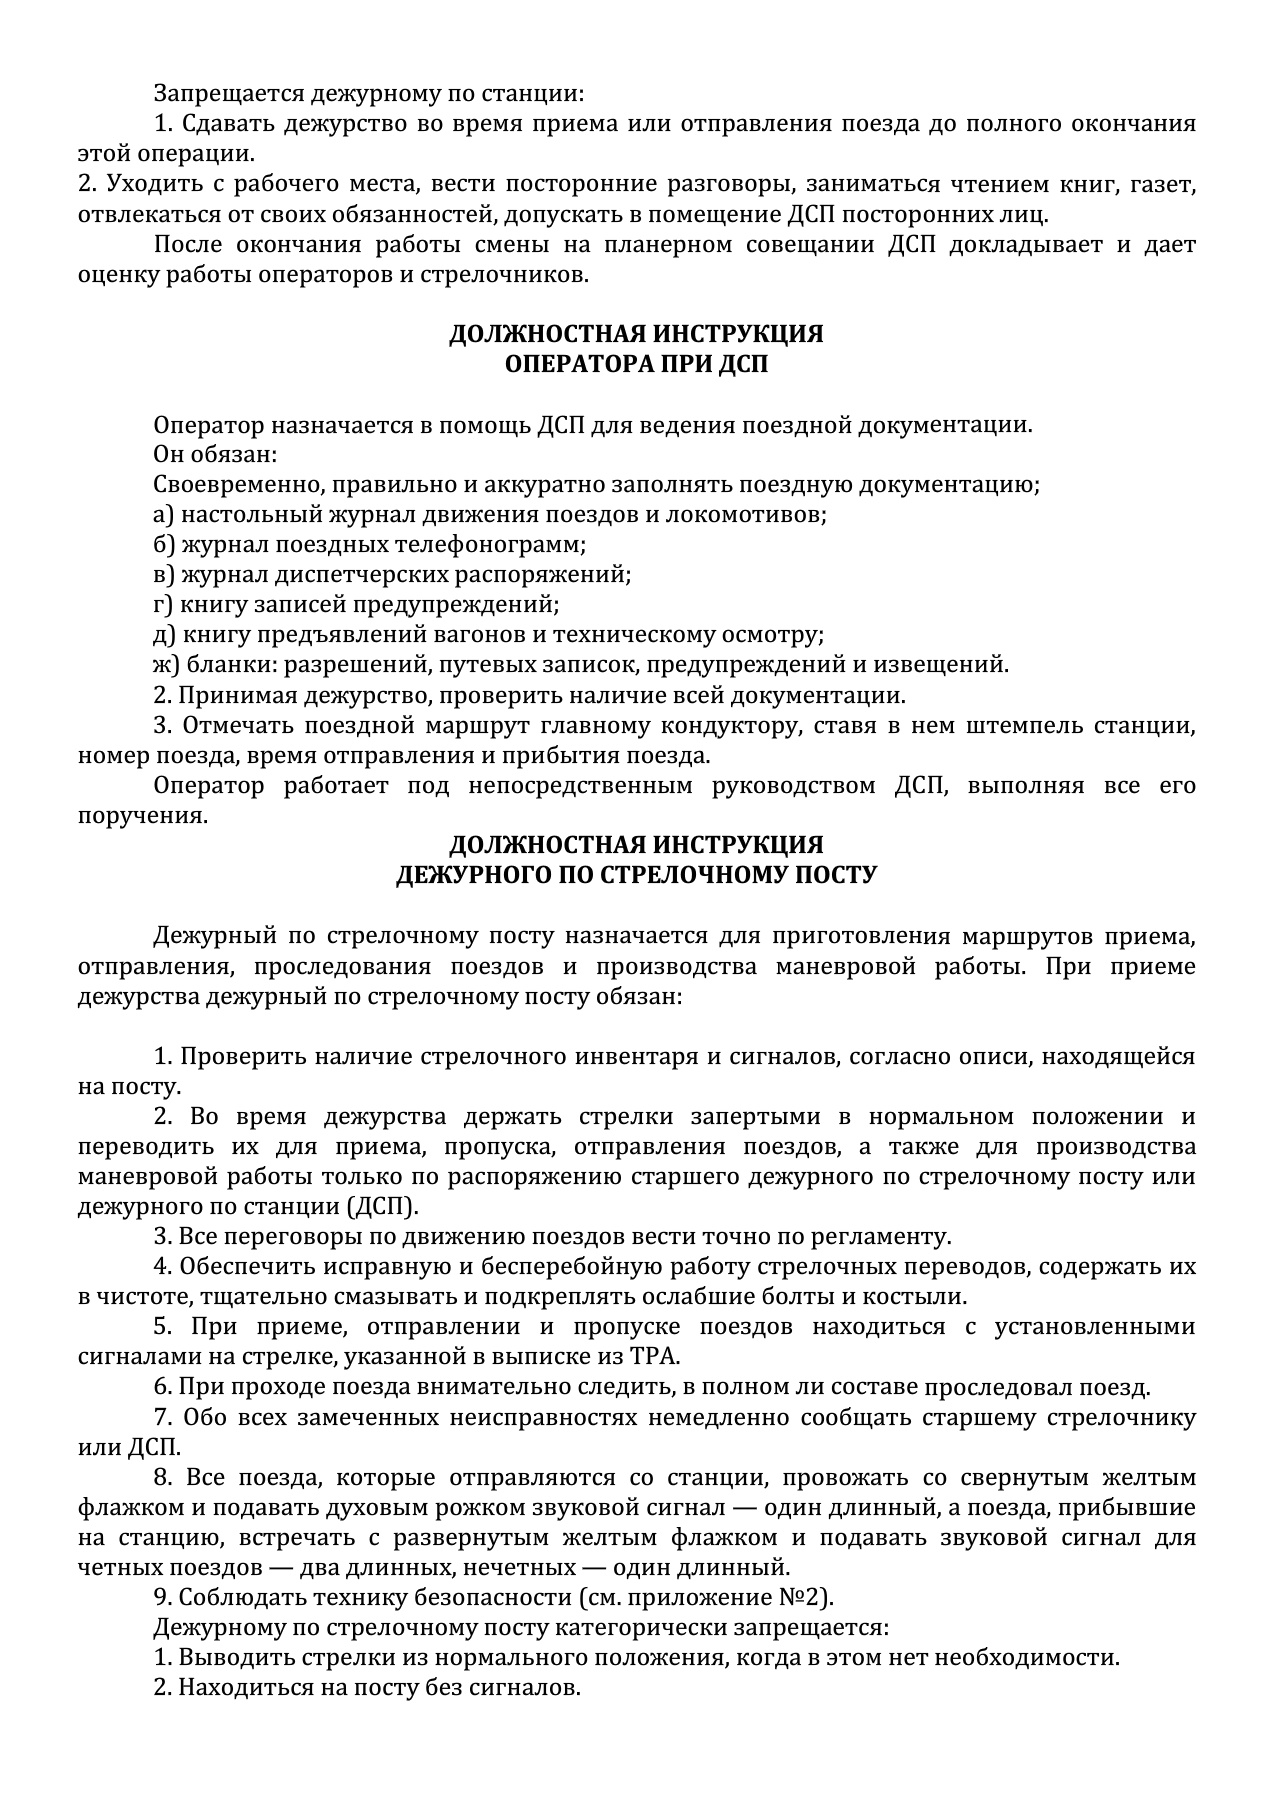 Запрещается дежурному по станции:
1. Сдавать дежурство во время приема или отправления поезда до полного окончания
этой операции.
2. Уходить с рабочего места, вести посторонние разговоры, заниматься чтением книг, газет,
отвлекаться от своих обязанностей, допускать в помещение ДСП посторонних лиц.
После окончания работы смены на планерном совещании ДСП докладывает и дает
оценку работы операторов и стрелочников.
ДОЛЖНОСТНАЯ ИНСТРУКЦИЯ
ОПЕРАТОРА ПРИ ДСП
Оператор назначается в помощь ДСП для ведения поездной документации.
Он обязан:
Своевременно, правильно и аккуратно заполнять поездную документацию;
а) настольный журнал движения поездов и локомотивов;
б) журнал поездных телефонограмм;
в) журнал диспетчерских распоряжений;
г) книгу записей предупреждений;
д) книгу предъявлений вагонов и техническому осмотру;
ж) бланки: разрешений, путевых записок, предупреждений и извещений.
2. Принимая дежурство, проверить наличие всей документации.
3. Отмечать поездной маршрут главному кондуктору, ставя в нем штемпель станции,
номер поезда, время отправления и прибытия поезда.
Оператор работает под непосредственным руководством ДСП, выполняя все его
поручения.
ДОЛЖНОСТНАЯ ИНСТРУКЦИЯ
ДЕЖУРНОГО ПО СТРЕЛОЧНОМУ ПОСТУ
Дежурный по стрелочному посту назначается для приготовления маршрутов приема,
отправления, проследования поездов и производства маневровой работы. При приеме
дежурства дежурный по стрелочному посту обязан:
1. Проверить наличие стрелочного инвентаря и сигналов, согласно описи, находящейся
на посту.
2. Во время дежурства держать стрелки запертыми в нормальном положении и
переводить их для приема, пропуска, отправления поездов, а также для производства
маневровой работы только по распоряжению старшего дежурного по стрелочному посту или
дежурного по станции (ДСП).
3. Все переговоры по движению поездов вести точно по регламенту.
4. Обеспечить исправную и бесперебойную работу стрелочных переводов, содержать их
в чистоте, тщательно смазывать и подкреплять ослабшие болты и костыли.
5. При приеме, отправлении и пропуске поездов находиться с установленными
сигналами на стрелке, указанной в выписке из ТРА.
6. При проходе поезда внимательно следить, в полном ли составе проследовал поезд.
7. Обо всех замеченных неисправностях немедленно сообщать старшему стрелочнику
или ДСП.
8. Все поезда, которые отправляются со станции, провожать со свернутым желтым
флажком и подавать духовым рожком звуковой сигнал — один длинный, а поезда, прибывшие
на станцию, встречать с развернутым желтым флажком и подавать звуковой сигнал для
четных поездов — два длинных, нечетных — один длинный.
9. Соблюдать технику безопасности (см. приложение №2).
Дежурному по стрелочному посту категорически запрещается:
1. Выводить стрелки из нормального положения, когда в этом нет необходимости.
2. Находиться на посту без сигналов.